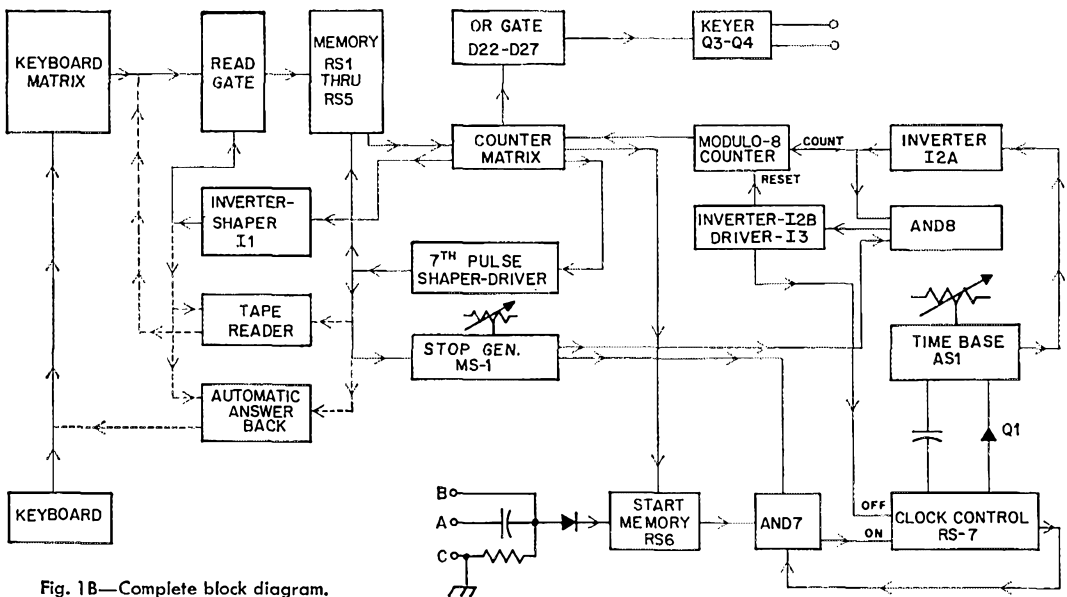 KEYBOARD
MATRIX
READ
GATE
MEMORY
RS1
THRU
RS5
OR GATE
D22-D27
KEYER
Q3-Q4
COUNTER
MATRIX
MODULO-8
COUNTER
COUNT
RESET
INVERTER
I2A
INVERTER-
SHAPER
I1
INVERTER-I2B
DRIVER-I3
AND8
7TH PULSE
SHAPER-DRIVER
TAPE
READER
STOP GEN.
MS-1
TIME BASE
AS1
AUTOMATIC
ANSWER
BACK
Q1
KEYBOARD
B
A
C
START
MEMORY
RS6
AND7
OFF
ON
CLOCK CONTROL
RS-7
Fig. 1B—Complete block diagram.